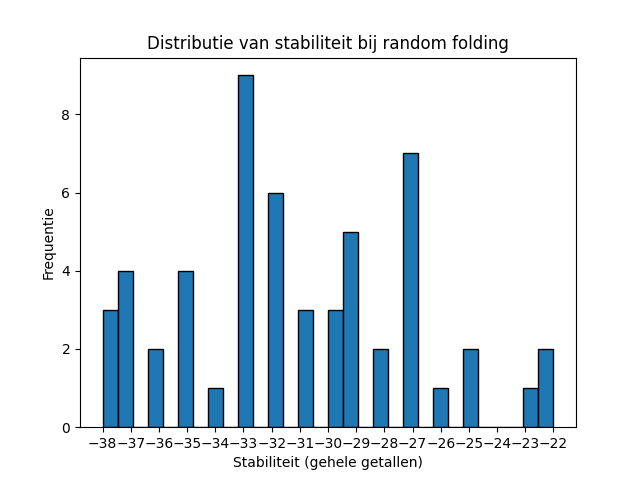 Distributie van stabiliteit bij random folding
Frequentie
8
6
4
2
0
−38 −37 −36 −35 −34 −33 −32 −31 −30 −29 −28 −27 −26 −25 −24 −23 −22
Stabiliteit (gehele getallen)